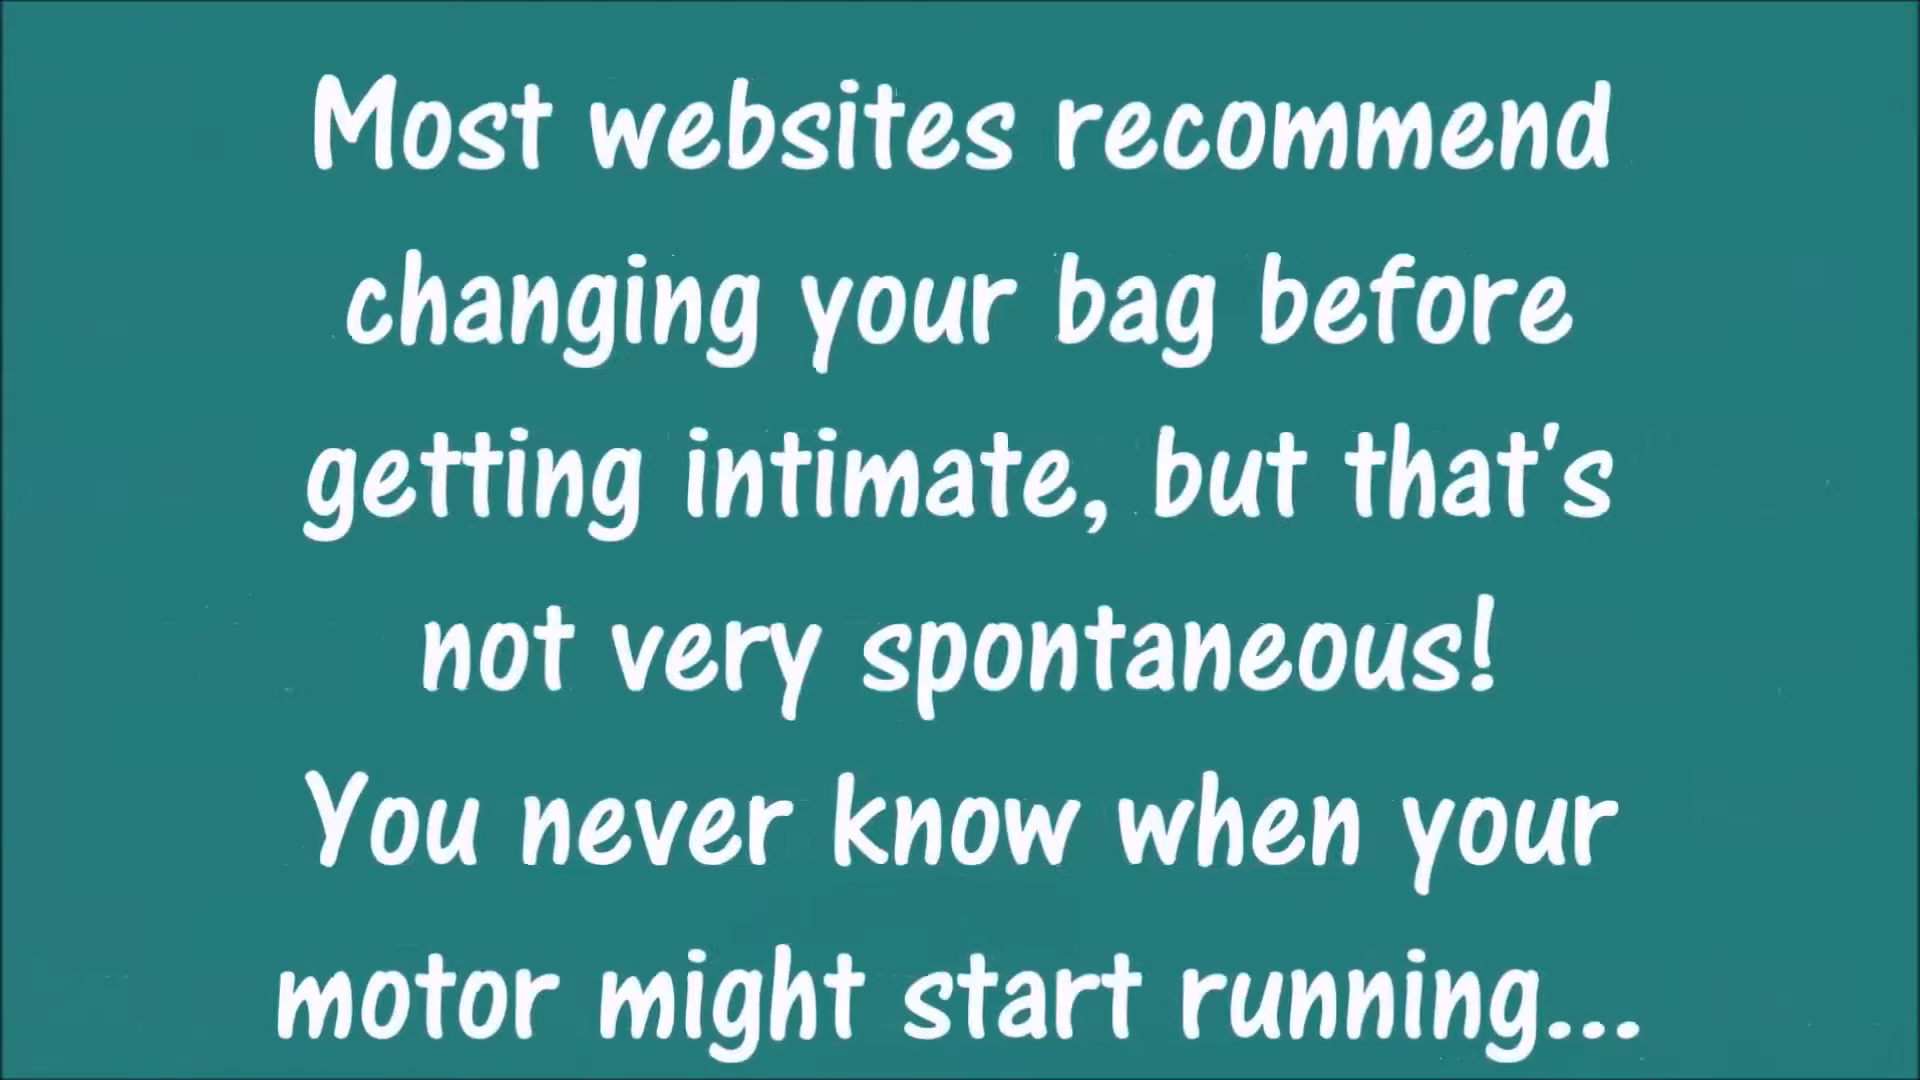 Most websites recommend
changing your bag before
getting intimate, but that's
not very spontaneous!
You never know when your
motor might start running...